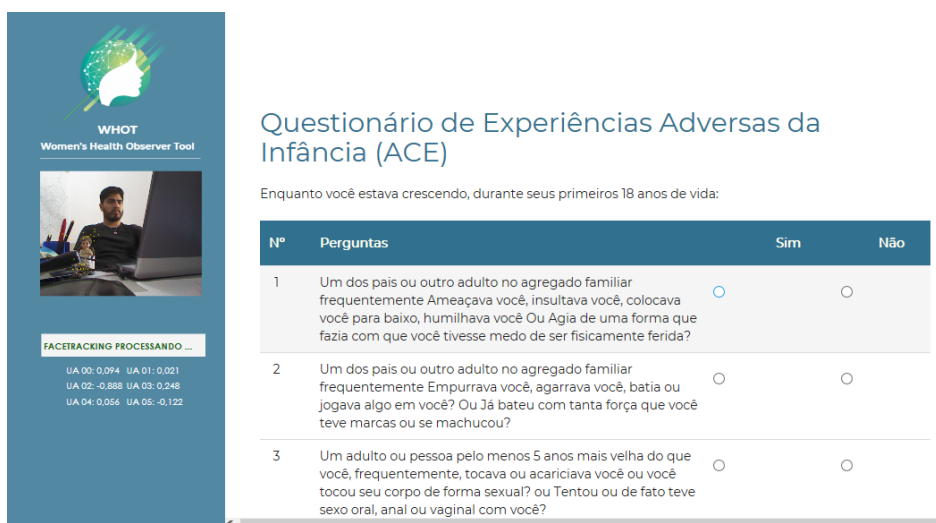 WHOT
Women's Health Observer Tool
FACETRACKING PROCESSANDO ...
UA 00: 0,094 UA 01: 0,021
UA 02: -0,888 UA 03: 0,248
UA 04: 0,056 UA 05: -0,122
Questionário de Experiências Adversas da
Infância (ACE)
Enquanto você estava crescendo, durante seus primeiros 18 anos de vida:
Nº Perguntas Sim Não
1 Um dos pais ou outro adulto no agregado familiar
frequentemente Ameaçava você, insultava você, colocava
você para baixo, humilhava você Ou Agia de uma forma que
fazia com que você tivesse medo de ser fisicamente ferida?
2 Um dos pais ou outro adulto no agregado familiar
frequentemente Empurrava você, agarrava você, batia ou
jogava algo em você? Ou Já bateu com tanta força que você
teve marcas ou se machucou?
3 Um adulto ou pessoa pelo menos 5 anos mais velha do que
você, frequentemente, tocava ou acariciava você ou você
tocou seu corpo de forma sexual? ou Tentou ou de fato teve
sexo oral, anal ou vaginal com você?